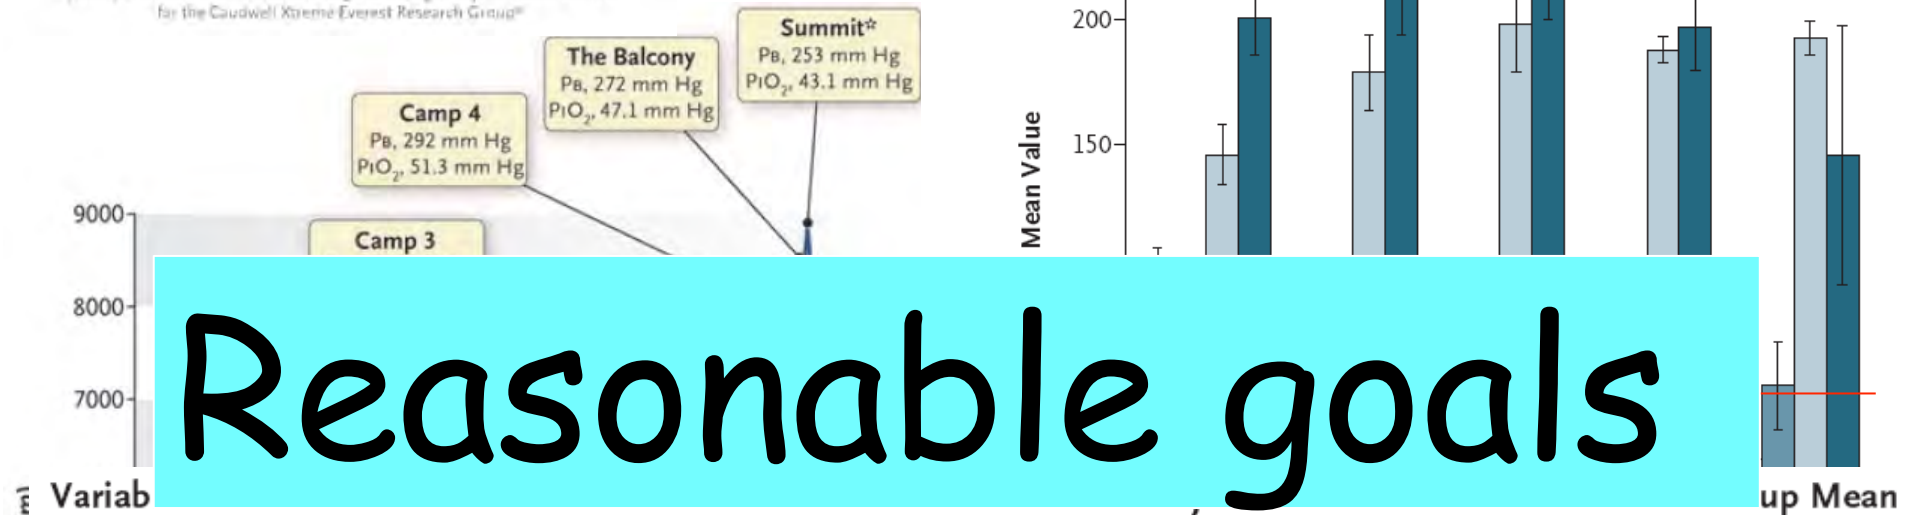 for the Caudwell Xtreme Everest Research Group*
Summit☆
PB, 253 mm Hg
PIO2, 43.1 mm Hg
The Balcony
PB, 272 mm Hg
PIO2, 47.1 mm Hg
Camp 4
PB, 292 mm Hg
PIO2, 51.3 mm Hg
Camp 3
9000
8000
7000
200
150
Mean Value
Reasonable goals
Variab
up Mean